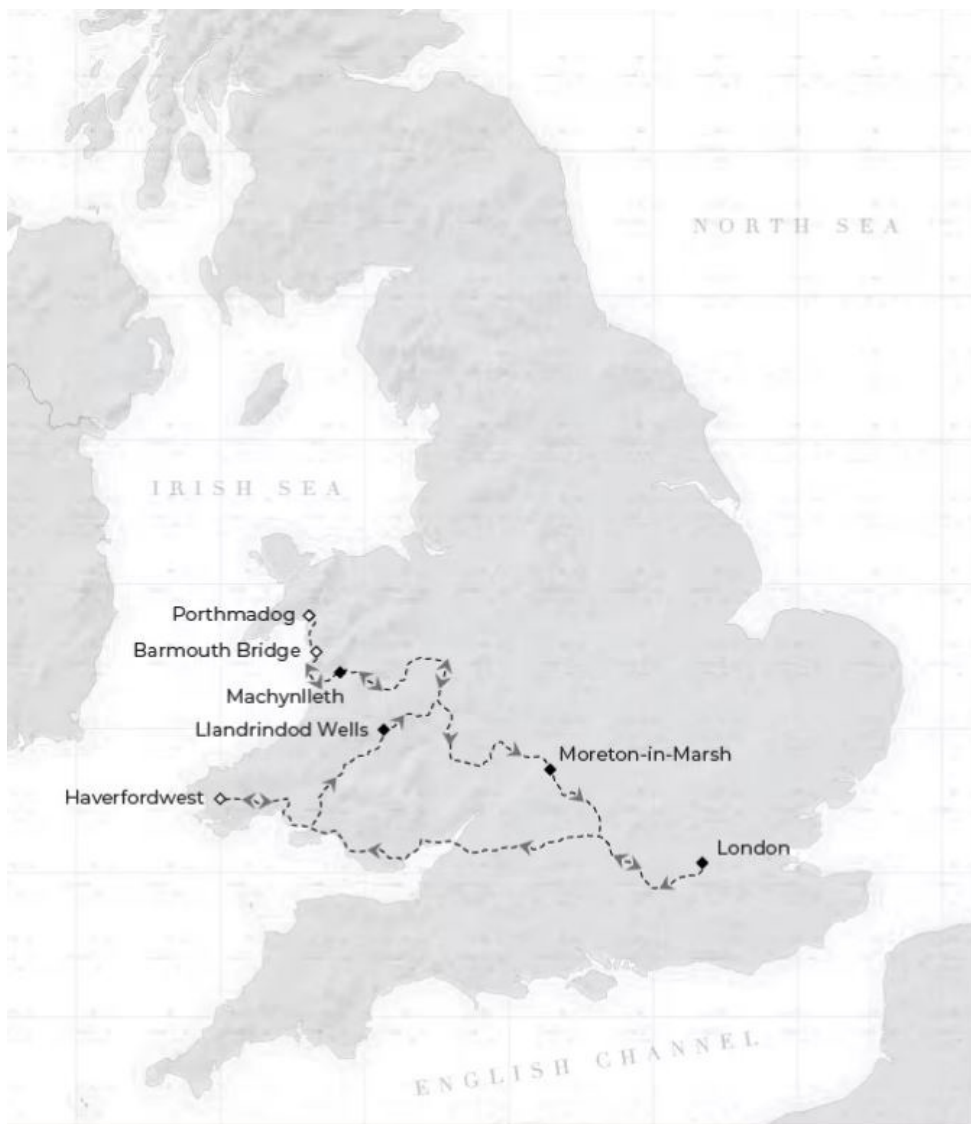 NORTH SEA
IRISH SEA
Porthmadog
Barmouth Bridge
Machynlleth
Llandrindod Wells
Moreton-in-Marsh
Haverfordwest
London
ENGLISH CHANNEL